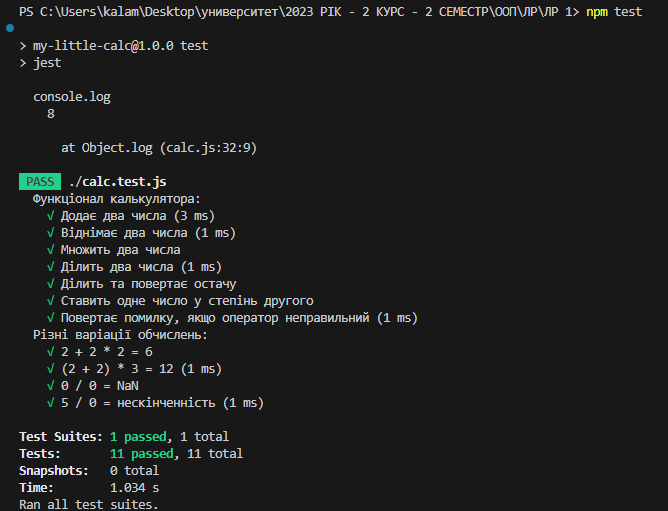 PS C:\Users\kalam\Desktop\университет\2023 РІК - 2 КУРС - 2 СЕМЕСТР\ООП\ЛР\ЛР 1> npm test
> my-little-calc@1.0.0 test
> jest
console.log
8
at Object.log (calc.js:32:9)
PASS ./calc.test.js
Функціонал калькулятора:
√ Додає два числа (3 ms)
√ Віднімає два числа (1 ms)
√ Множить два числа
√ Ділить два числа (1 ms)
√ Ділить та повертає остачу
√ Ставить одне число у степінь другого
√ Повертає помилку, якщо оператор неправильний (1 ms)
Різні варіації обчислень:
√ 2 + 2 * 2 = 6
√ (2 + 2) * 3 = 12 (1 ms)
√ 0 / 0 = NaN
√ 5 / 0 = нескінченність (1 ms)
Test Suites: 1 passed, 1 total
Tests: 11 passed, 11 total
Snapshots: 0 total
Time: 1.034 s
Ran all test suites.